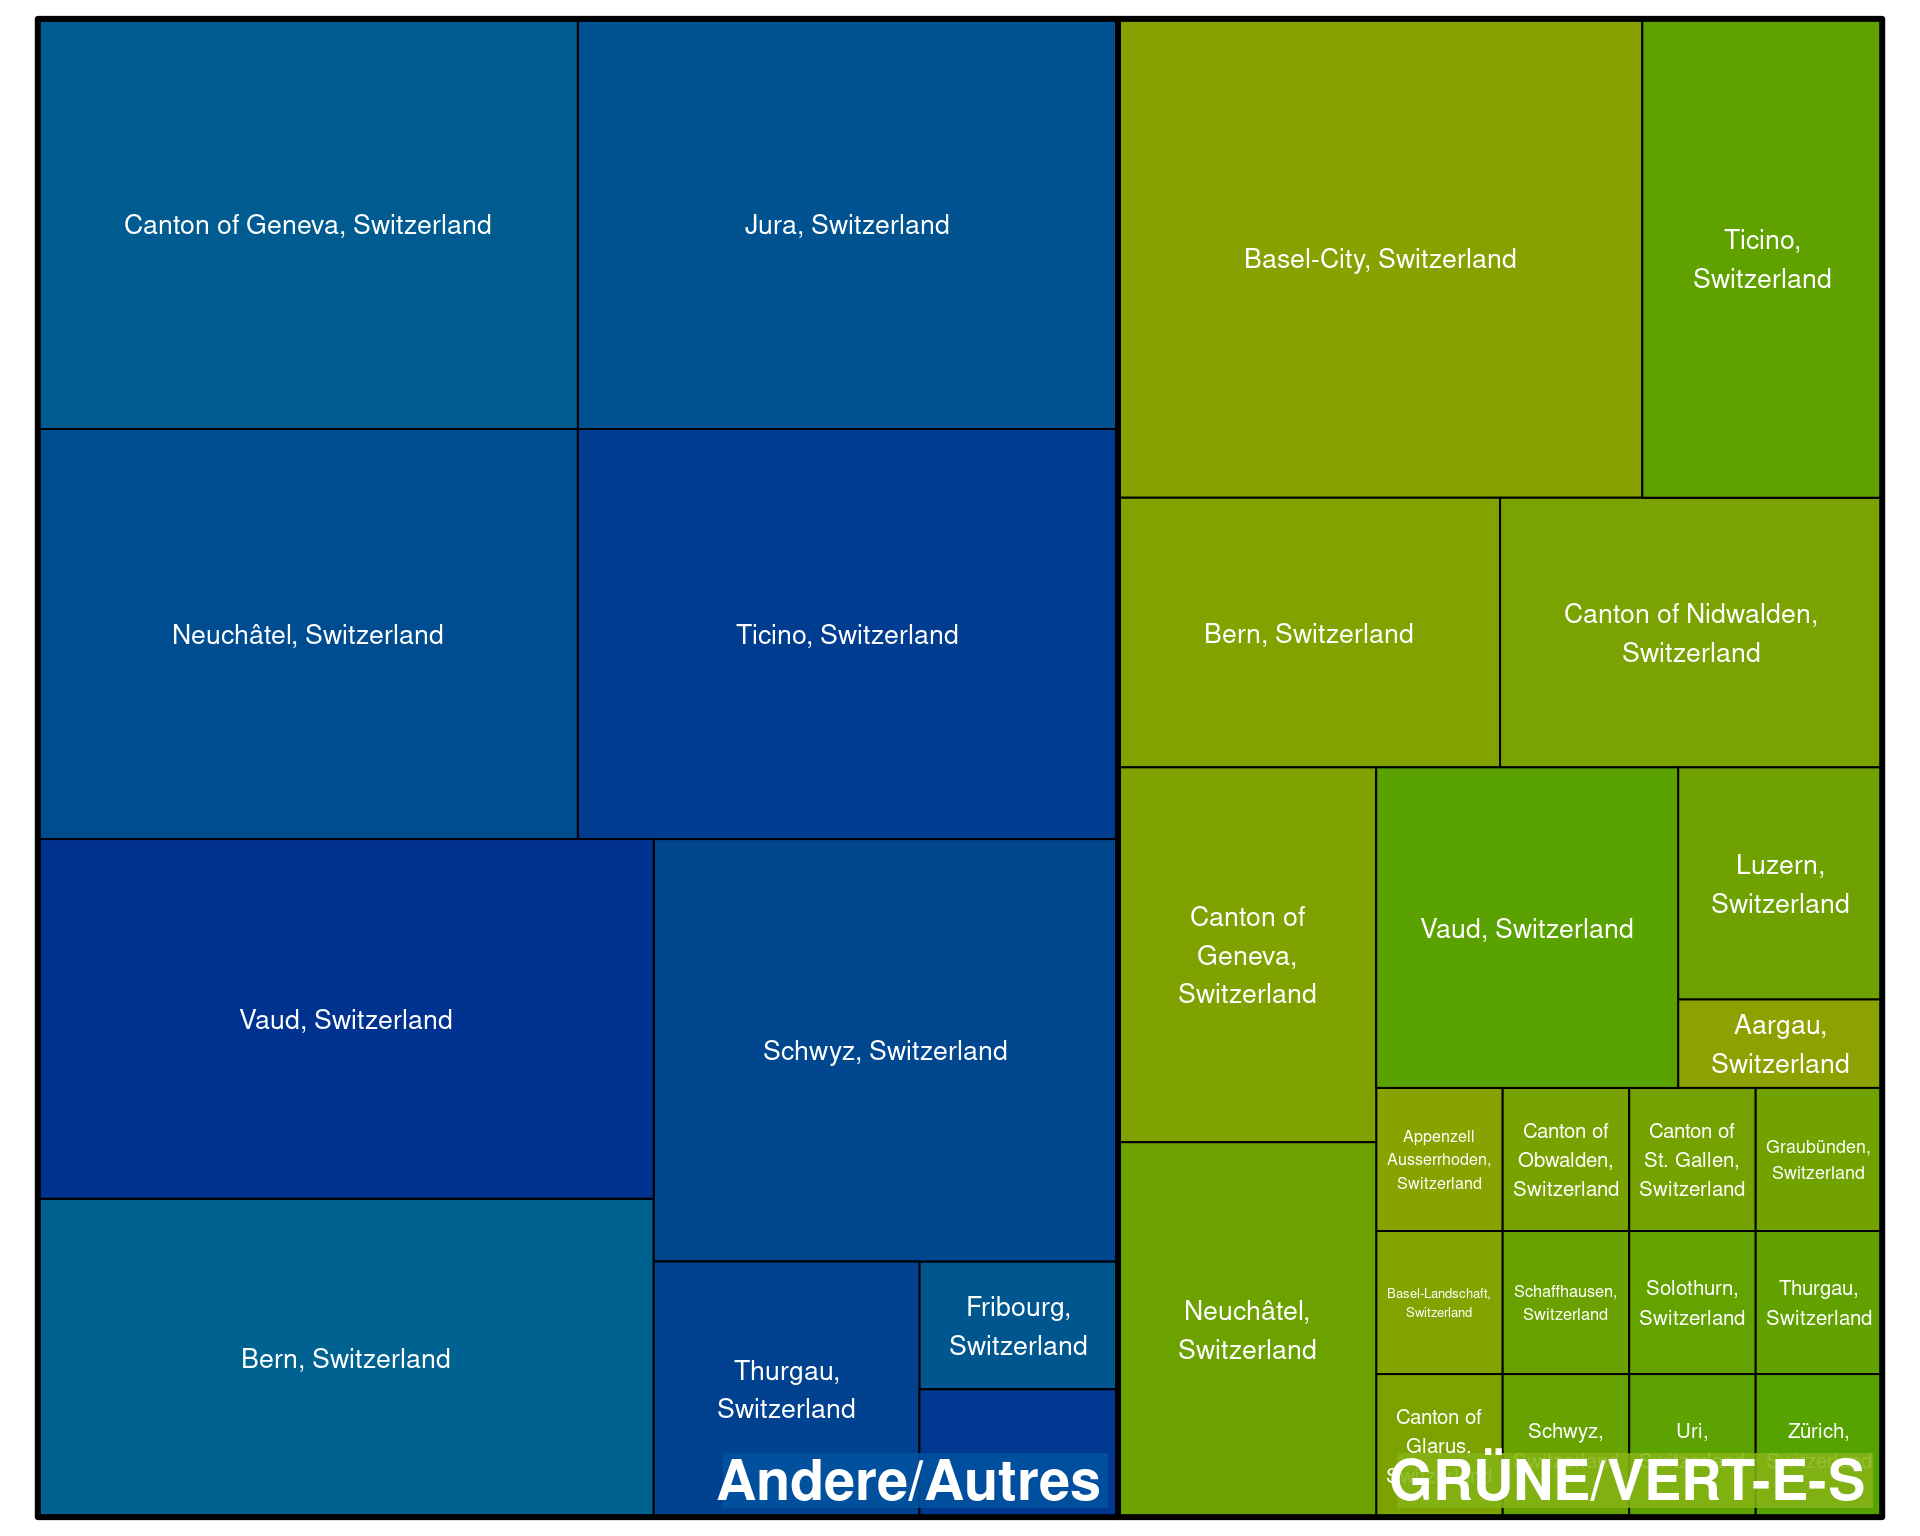 Canton of Geneva, Switzerland
Jura, Switzerland
Neuchâtel, Switzerland
Ticino, Switzerland
Vaud, Switzerland
Schwyz, Switzerland
Bern, Switzerland
Thurgau,
Switzerland
Fribourg,
Switzerland
Andere/Autres
Basel-City, Switzerland
Ticino,
Switzerland
Bern, Switzerland
Canton of Nidwalden,
Switzerland
Canton of
Geneva,
Switzerland
Vaud, Switzerland
Luzern,
Switzerland
Aargau,
Switzerland
Neuchâtel,
Switzerland
Appenzell
Ausserrhoden,
Switzerland
Canton of
Obwalden,
Switzerland
Canton of
St. Gallen,
Switzerland
Graubünden,
Switzerland
Basel-Landschaft,
Switzerland
Schaffhausen,
Switzerland
Solothurn,
Switzerland
Thurgau,
Switzerland
Canton of
Glarus,
Schwyz,
Uri,
Zürich,
GRÜNE/VERT-E-S